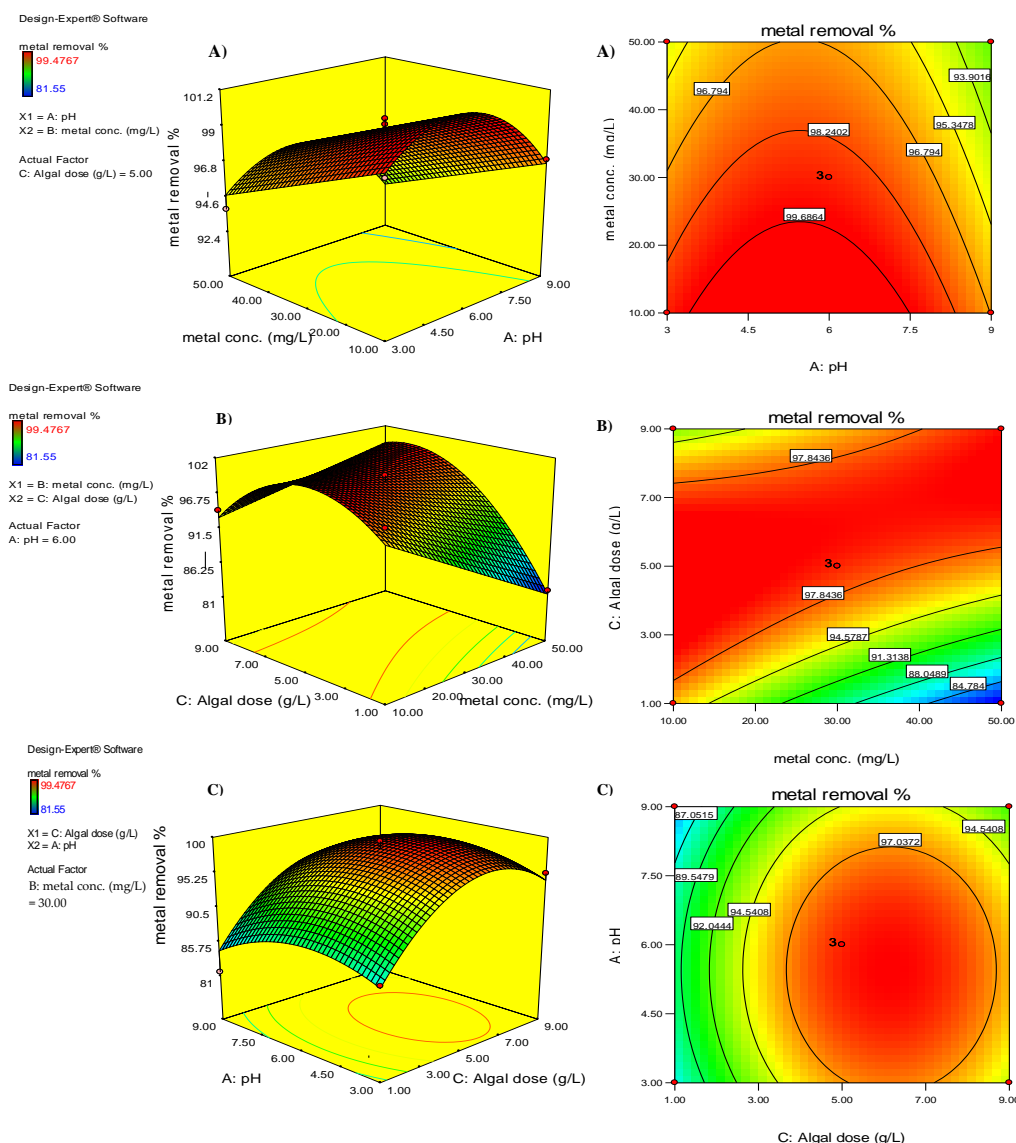 Design-Expert® Software
metal removal %
99.4767
81.55
X1 = A: pH
X2 = B: metal conc. (mg/L)
Actual Factor
C: Algal dose (g/L) = 5.00
A)
101.2
99
96.8
94.6
92.4
metal removal %
50.00
40.00
30.00
20.00
10.00
metal conc. (mg/L)
3.00
4.50
6.00
7.50
9.00
A: pH
A)
metal removal %
50.00
40.00
30.00
20.00
10.00
metal conc. (mg/L)
96.794
93.9016
95.3478
98.2402
96.794
3
99.6864
3
4.5
6
7.5
9
A: pH
Design-Expert® Software
metal removal %
99.4767
81.55
X1 = B: metal conc. (mg/L)
X2 = C: Algal dose (g/L)
Actual Factor
A: pH = 6.00
B)
102
96.75
91.5
86.25
81
metal removal %
9.00
7.00
5.00
3.00
1.00
C: Algal dose (g/L)
10.00
20.00
30.00
40.00
50.00
metal conc. (mg/L)
B)
metal removal %
9.00
7.00
5.00
3.00
1.00
C: Algal dose (g/L)
97.8436
3
97.8436
94.5787
91.3138
88.0489
84.784
10.00
20.00
30.00
40.00
50.00
metal conc. (mg/L)
Design-Expert® Software
metal removal %
99.4767
81.55
X1 = C: Algal dose (g/L)
X2 = A: pH
Actual Factor
B: metal conc. (mg/L)
= 30.00
C)
100
95.25
90.5
85.75
81
metal removal %
9.00
7.50
6.00
4.50
3.00
A: pH
1.00
3.00
5.00
7.00
9.00
C: Algal dose (g/L)
C)
metal removal %
9.00
7.50
6.00
4.50
3.00
A: pH
87.0515
94.5408
97.0372
89.5479
94.5408
92.0444
3
1.00
3.00
5.00
7.00
9.00
C: Algal dose (g/L)